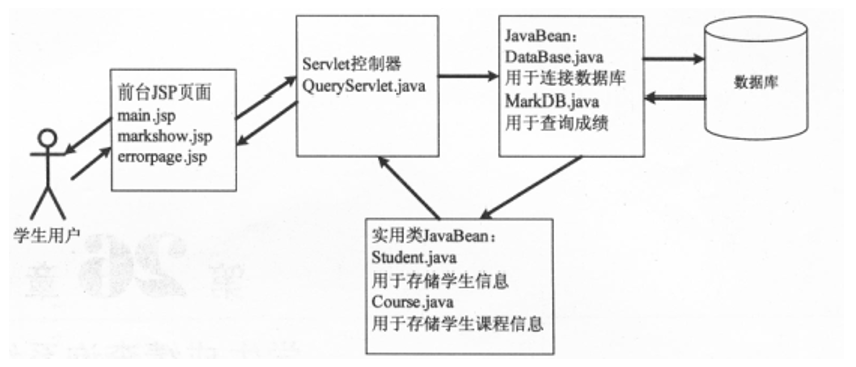 学生用户
前台JSP页面
main.jsp
markshow.jsp
errorpage.jsp
Servlet控制器
QueryServlet.java
JavaBean：
DataBase.java
用于连接数据库
MarkDB.java
用于查询成绩
数据库
实用类JavaBean：
Student.java
用于存储学生信息
Course.java
用于存储学生课程信息